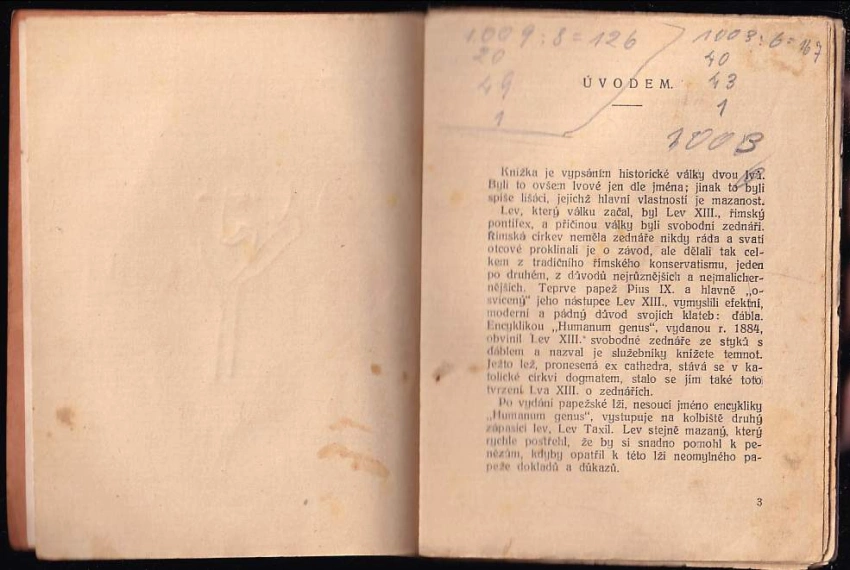 1009:8=126
20
49
1
1008:6=167
40
43
1
1003
ÚVODEM.
Knížka je vypsáním historické války dvou lvů.
Byli to ovšem lvové jen dle jména; jinak to byli
spíše lišáci, jejichž hlavní vlastností je mazanost.
Lev, který válku začal, byl Lev XIII., římský
pontifex, a příčinou války byli svobodní zednáři.
Římská církev neměla zednáře nikdy ráda a svatí
otcové proklínali je o závod, ale dělali tak cel-
kem z tradičního římského konservatismu, jeden
po druhém, z důvodů nejrůznějších a nejmalicher-
nějších. Teprve papež Pius IX. a hlavně „o-
svícený" jeho nástupce Lev XIII., vymyslili efektní,
moderní a pádný důvod svojich klateb: ďábla.
Encyklikou „Humanum genus", vydanou r. 1884,
obvinil Lev XIII. svobodné zednáře ze styků s
ďáblem a nazval je služebníky knížete temnot.
Ježto lež, pronesená ex cathedra, stává se v ka-
tolické církvi dogmatem, stalo se jím také toto
tvrzení Lva XIII. o zednářích.
Po vydání papežské lži, nesoucí jméno encykliky
„Humanum genus", vystupuje na kolbiště druhý
zápasící lev, Lev Taxil. Lev stejně mazaný, který
rychle postřehl, že by si snadno pomohl k pe-
nězům, kdyby opatřil k této lži neomylného pa-
peže dokladů a důkazů.
3